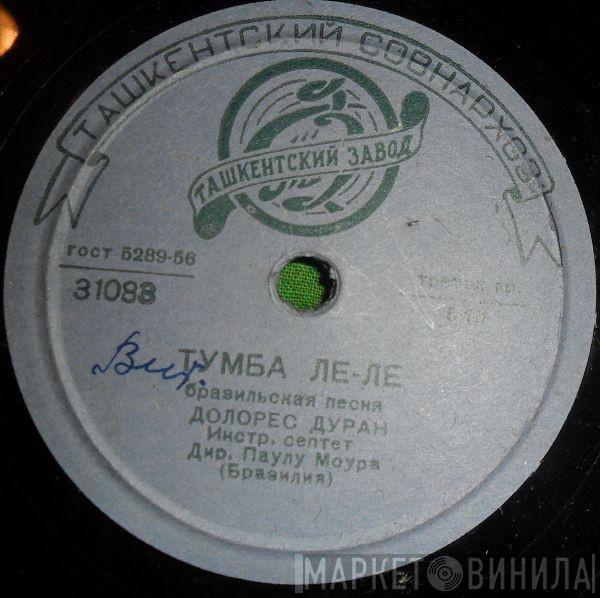 ТАШКЕНТСКИЙ СОВНАРХОЗ
ТАШКЕНТСКИЙ ЗАВОД
гост 5289-56
31088
Вит.
ТУМБА ЛЕ-ЛЕ
бразильская песня
ДОЛОРЕС ДУРАН
Инстр. септет
Дир. Паулу Моура
(Бразилия)
МАРКЕТ ВИНИЛА